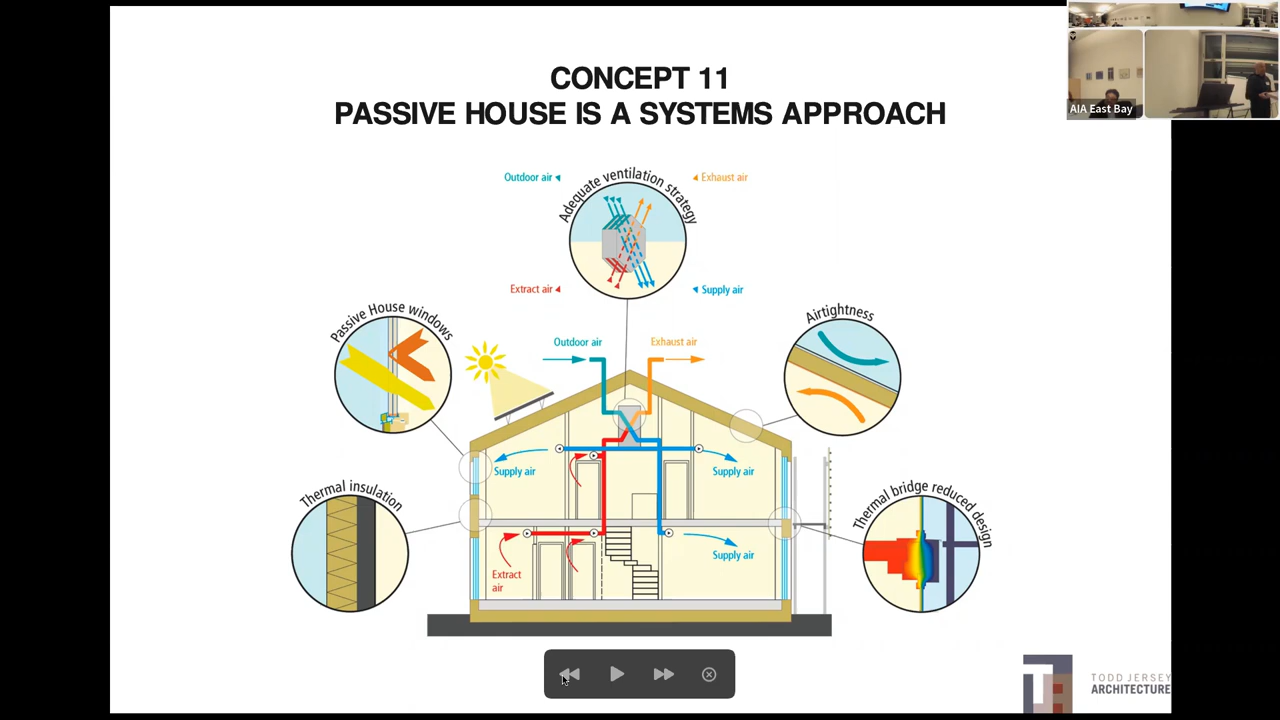 CONCEPT 11
PASSIVE HOUSE IS A SYSTEMS APPROACH
AIA East Bay
Outdoor air
Adequate ventilation strategy
Exhaust air
Extract air
Supply air
Passive House windows
Airtightness
Outdoor air
Exhaust air
Supply air
Supply air
Thermal insulation
Thermal bridge reduced design
Supply air
Extract
air
TODD JERSEY
ARCHITECTURE